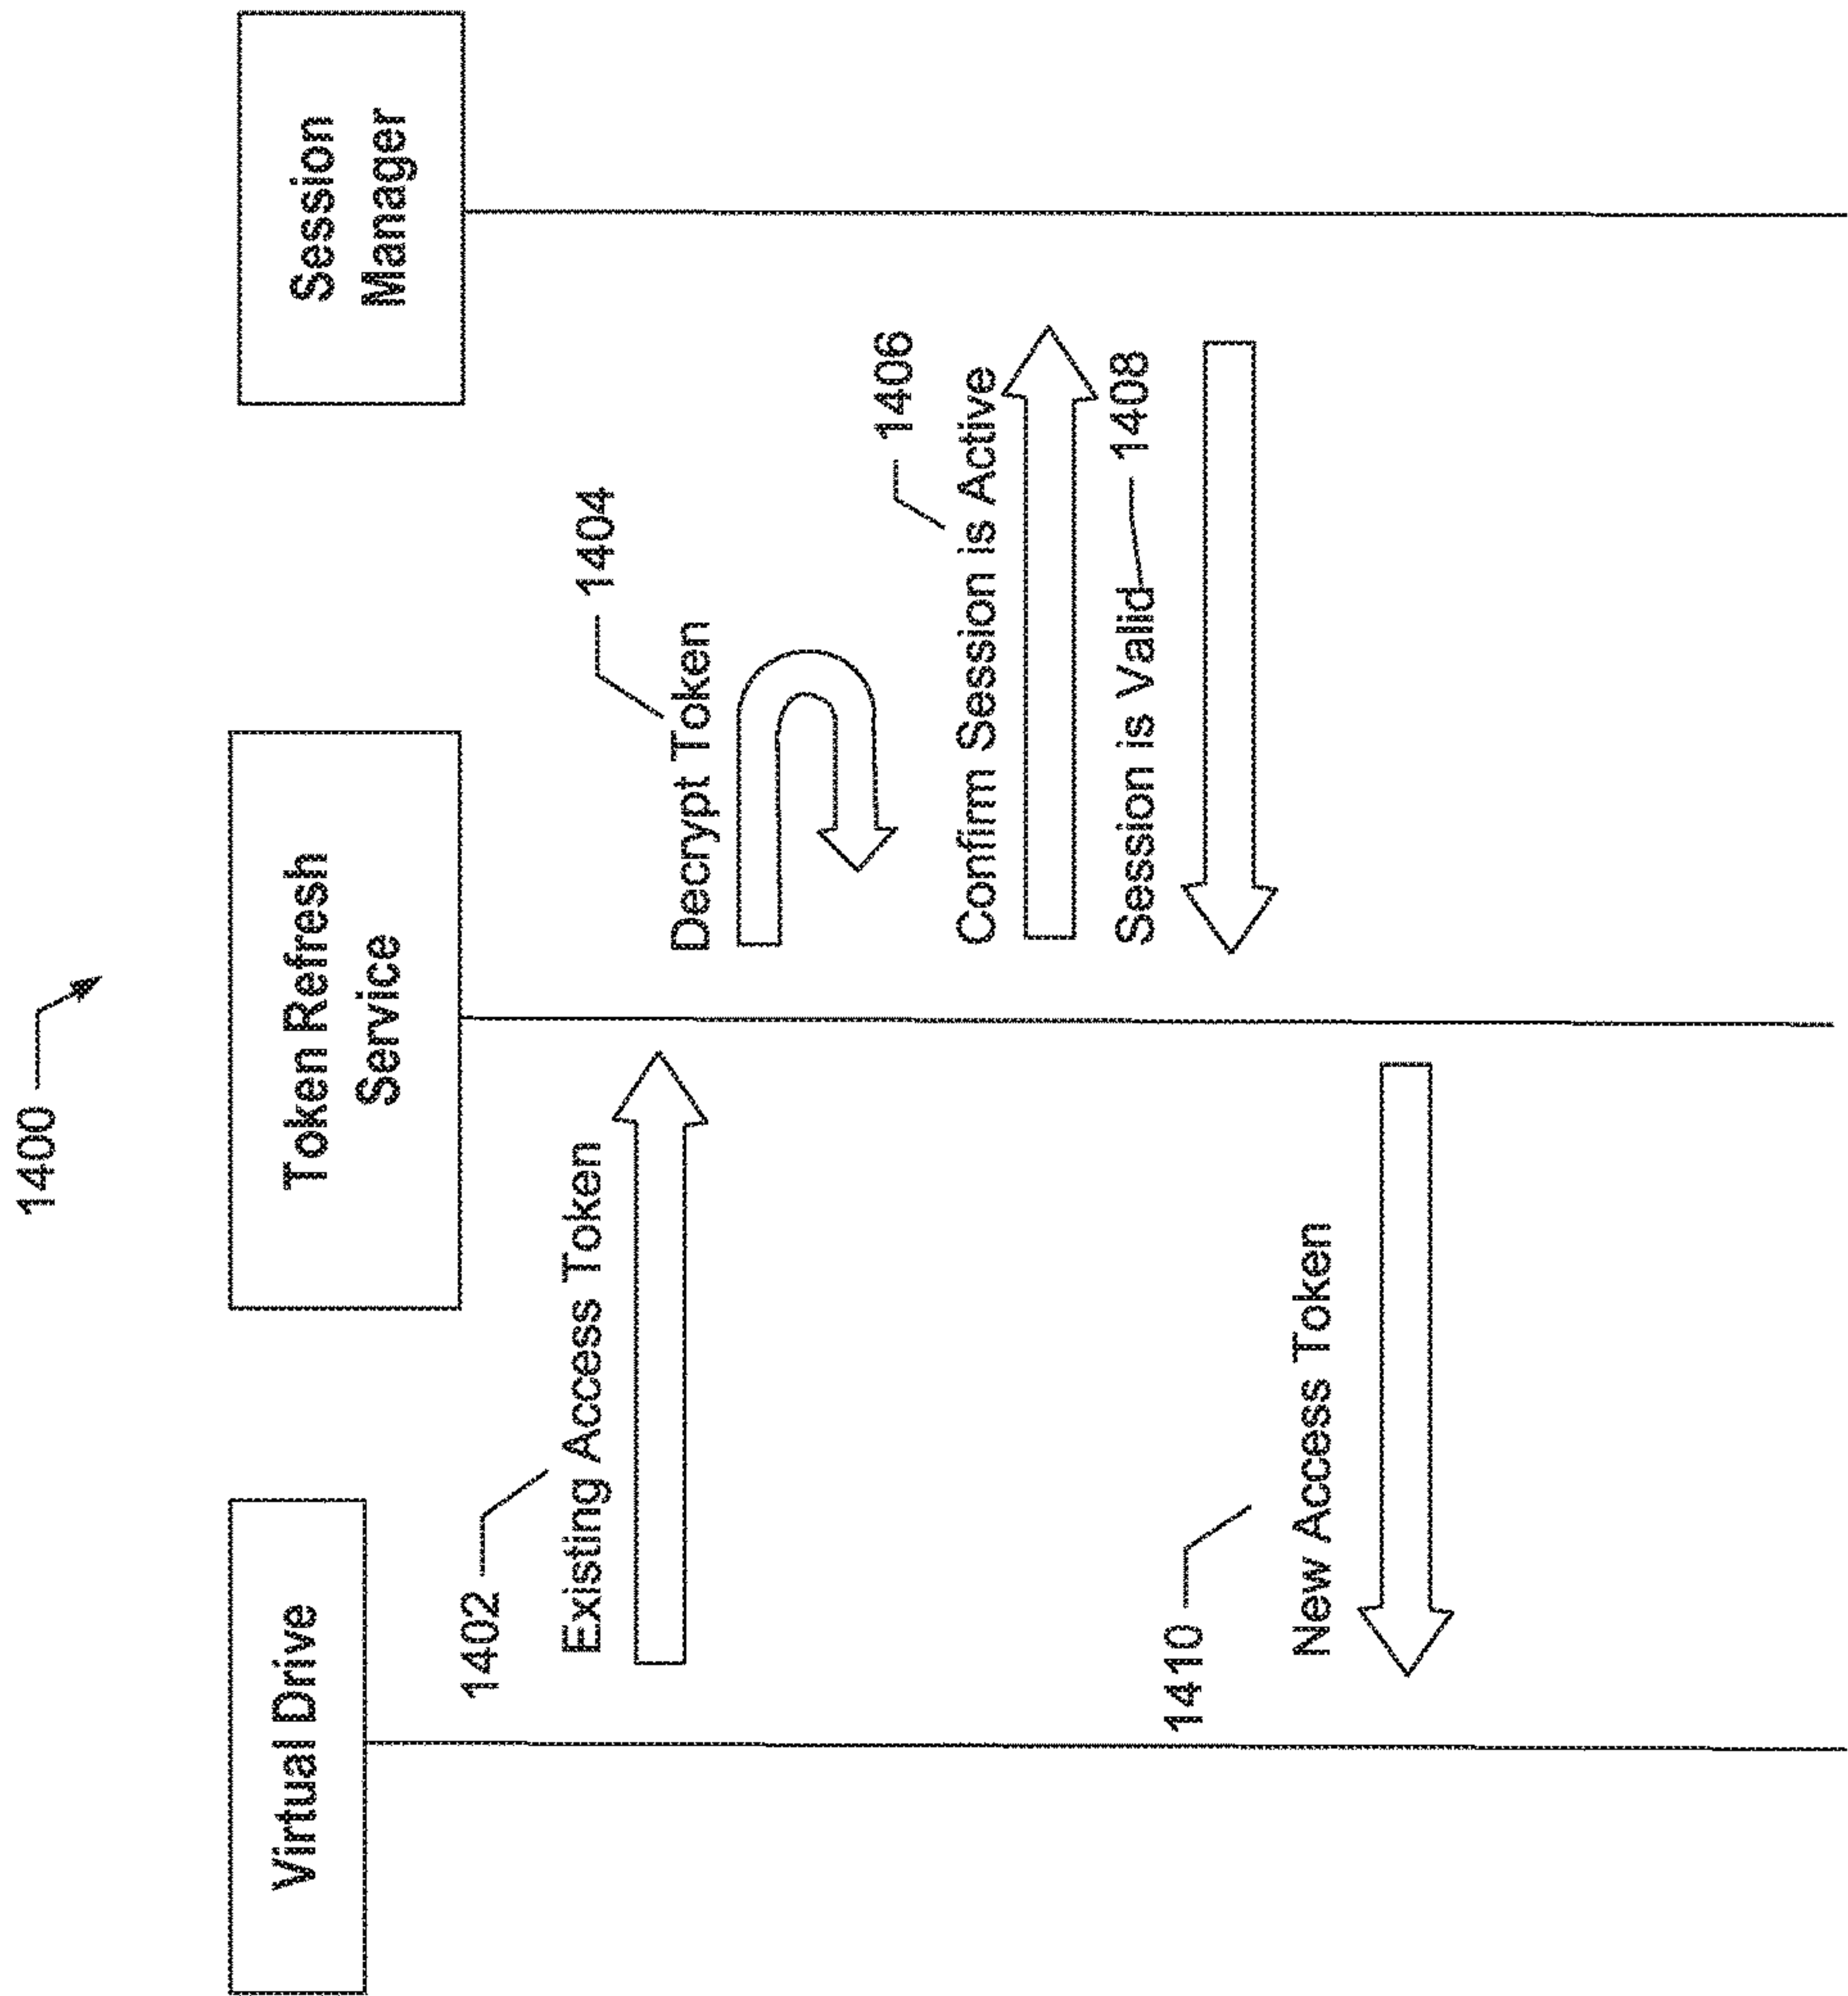 1400
Virtual Drive
Token Refresh
Service
Session
Manager
1402
Existing Access Token
1404
Decrypt Token
1406
Confirm Session is Active
Session is Valid
1408
1410
New Access Token